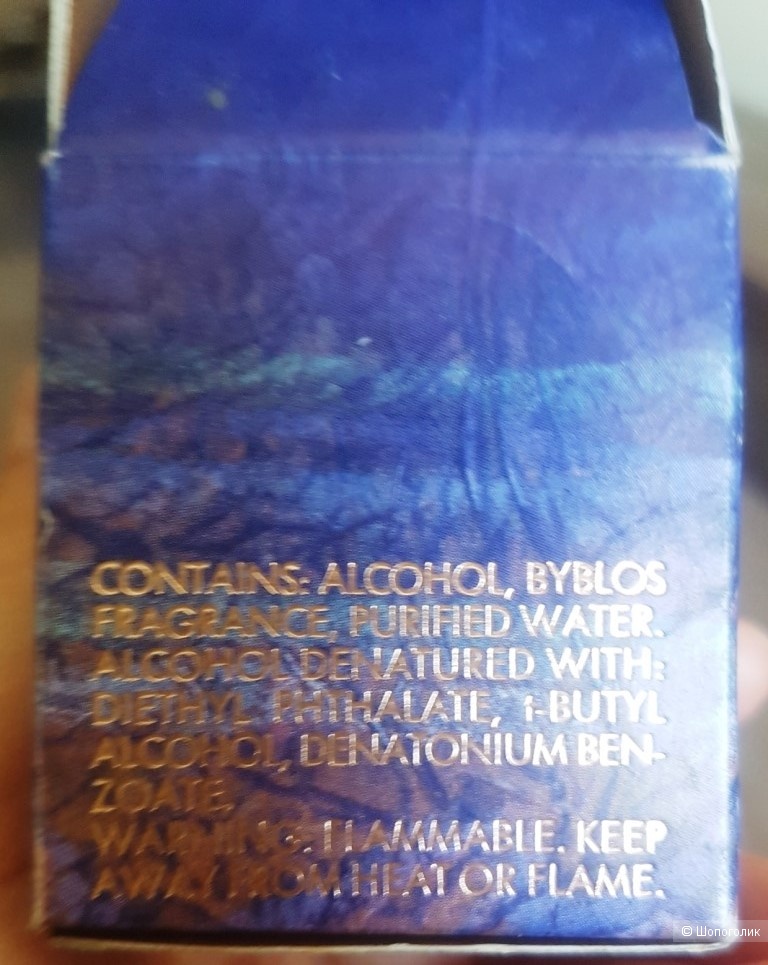 CONTAINS: ALCOHOL, BYBLOS
FRAGRANCE, PURIFIED WATER.
ALCOHOL DENATURED WITH:
DIETHYL PHTHALATE, i-BUTYL
ALCOHOL, DENATONIUM BEN-
ZOATE.
WARNING: FLAMMABLE. KEEP
AWAY FROM HEAT OR FLAME.
© Шопоголик